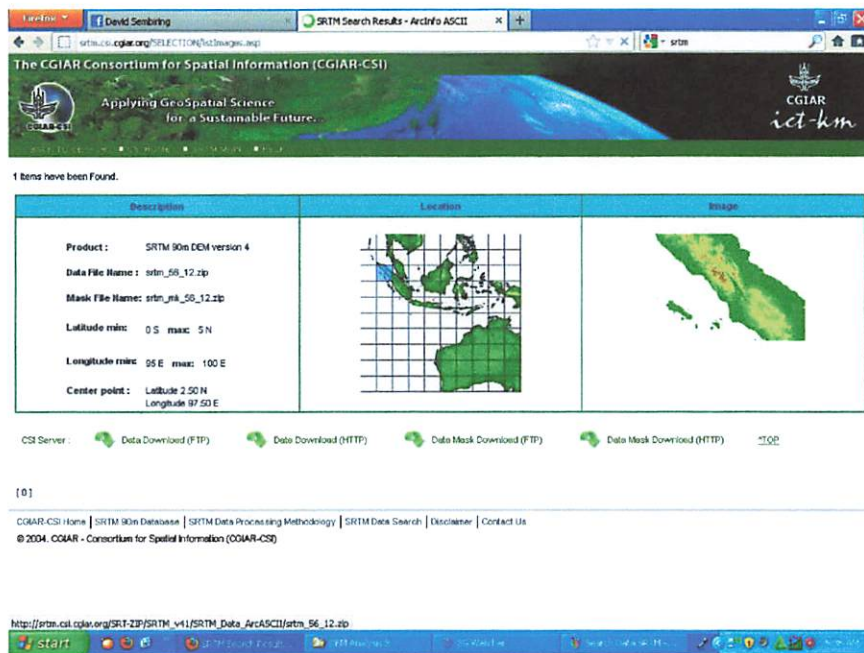 Firefox
David Sembiring
SRTM Search Results - ArcInfo ASCII
srtm.csi.cgiar.org/SELECTION/listImages.asp
srtm
The CGIAR Consortium for Spatial Information (CGIAR-CSI)
Applying GeoSpatial Science
for a Sustainable Future...
CGIAR-CSI
CGIAR
ict-km
1 items have been Found.
Description
Location
Image
Product : SRTM 90m DEM version 4
Data File Name : srtm_56_12.zip
Mask File Name: srtm_mk_56_12.zip
Latitude min: 0 S max: 5 N
Longitude min: 95 E max: 100 E
Center point : Latitude 2.50 N
Longitude 97.50 E
CSI Server : Data Download (FTP) Data Download (HTTP) Data Mask Download (FTP) Data Mask Download (HTTP) ^TOP
[ 0 ]
CGIAR-CSI Home | SRTM 90m Database | SRTM Data Processing Methodology | SRTM Data Search | Disclaimer | Contact Us
© 2004, CGIAR - Consortium for Spatial Information (CGIAR-CSI)
http://srtm.csi.cgiar.org/SRT-ZIP/SRTM_v41/SRTM_Data_ArcASCII/srtm_56_12.zip
start
SRTM Search Result...